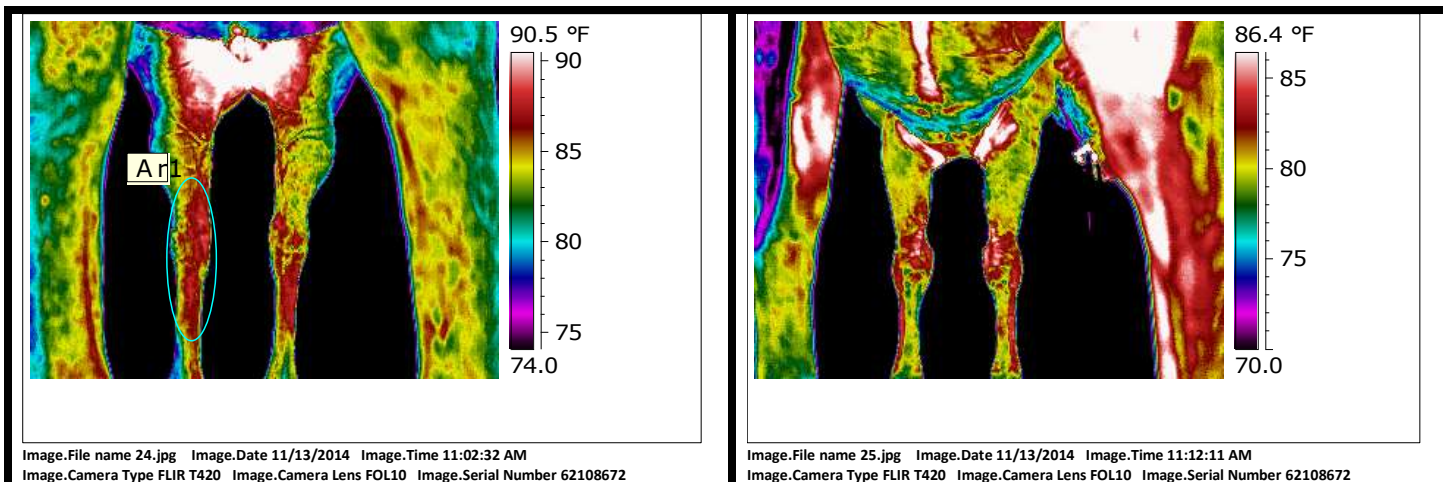 90.5 °F
90
85
80
75
74.0
Ar1
Image.File name 24.jpg Image.Date 11/13/2014 Image.Time 11:02:32 AM
Image.Camera Type FLIR T420 Image.Camera Lens FOL10 Image.Serial Number 62108672
86.4 °F
85
80
75
70.0
Image.File name 25.jpg Image.Date 11/13/2014 Image.Time 11:12:11 AM
Image.Camera Type FLIR T420 Image.Camera Lens FOL10 Image.Serial Number 62108672